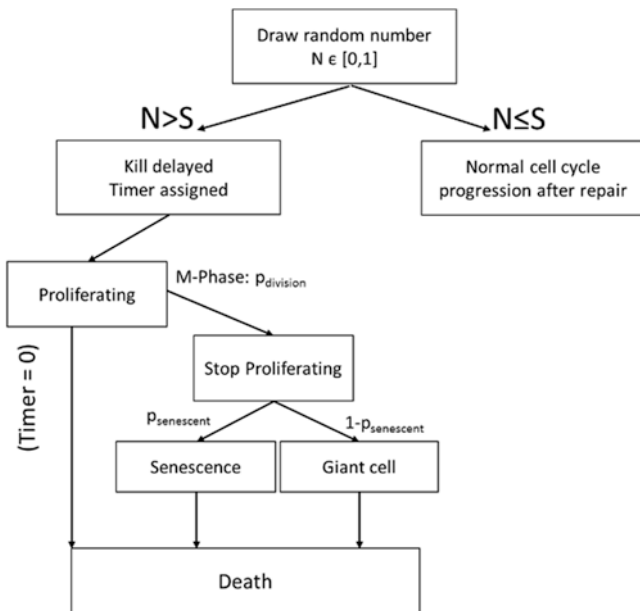 Draw random number
N ϵ [0,1]
N>S
N≤S
Kill delayed
Timer assigned
Normal cell cycle
progression after repair
Proliferating
M-Phase: pdivision
(Timer = 0)
Stop Proliferating
psenescent
1-psenescent
Senescence
Giant cell
Death